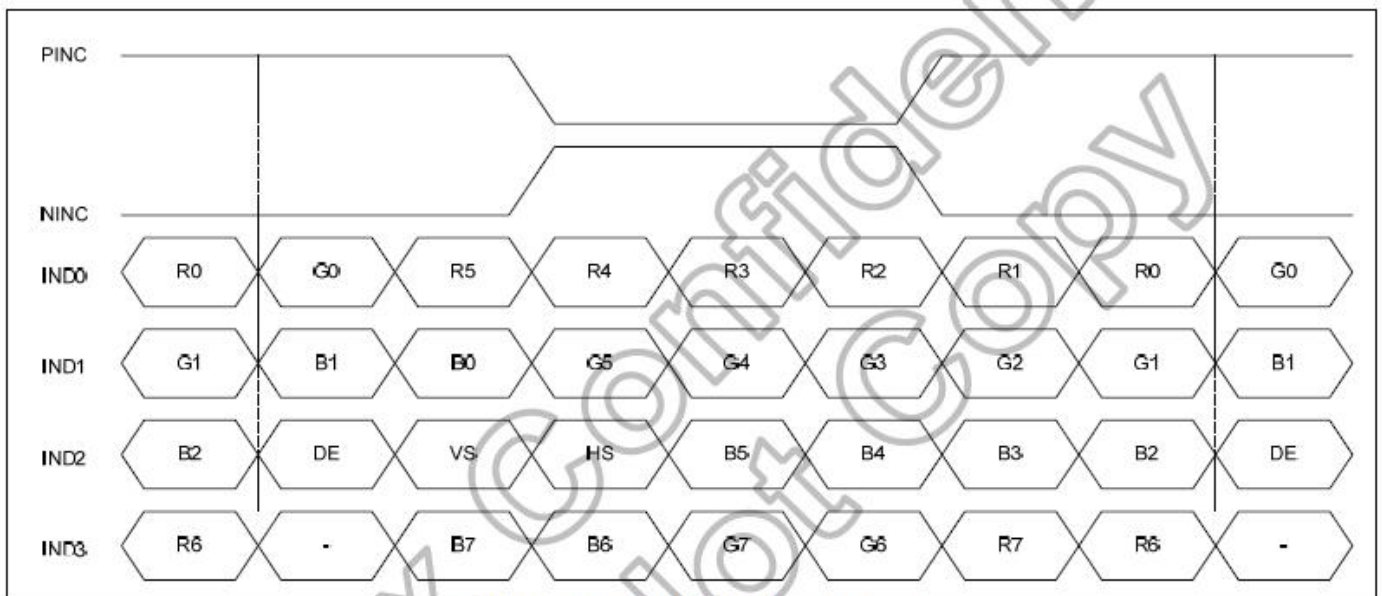 PINC
NINC
IND0 R0 G0 R5 R4 R3 R2 R1 R0 G0
IND1 G1 B1 B0 G5 G4 G3 G2 G1 B1
IND2 B2 DE VS HS B5 B4 B3 B2 DE
IND3 R6 - B7 B6 G7 G6 R7 R6 -
Copy